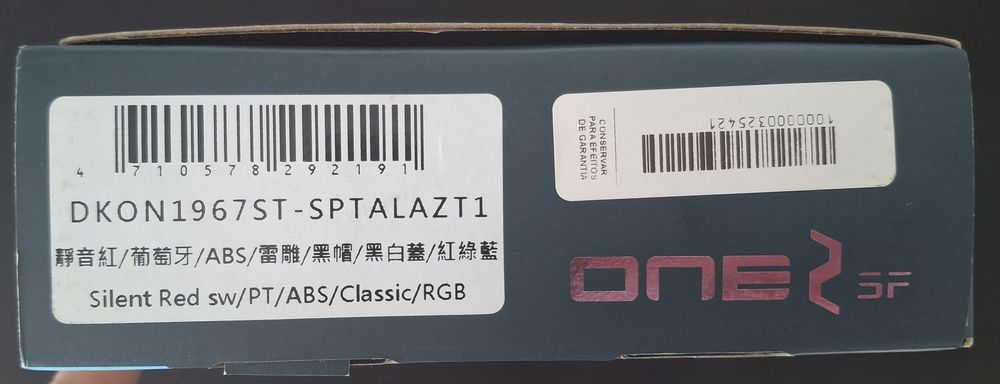 4 710578 292191
DKON1967ST-SPTALAZT1
靜音紅/葡萄牙/ABS/雷雕/黑帽/黑白蓋/紅綠藍
Silent Red sw/PT/ABS/Classic/RGB
CONSERVAR
PARA EFEITOS
DE GARANTIA
1000000325421
ONE 2 SF